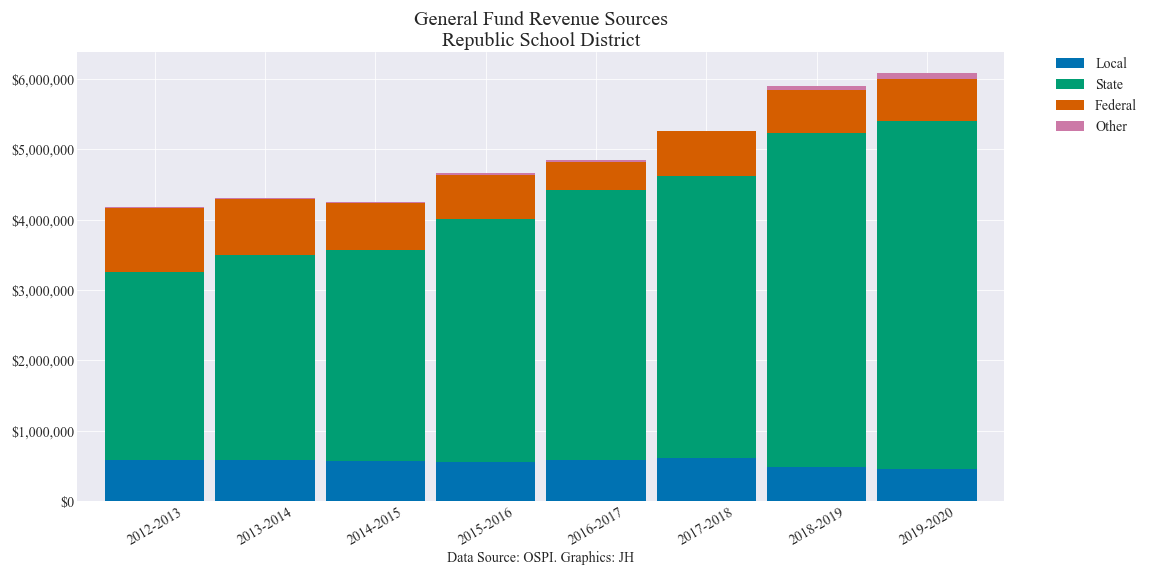 General Fund Revenue Sources
Republic School District
Local
State
Federal
Other
$6,000,000
$5,000,000
$4,000,000
$3,000,000
$2,000,000
$1,000,000
$0
2012-2013
2013-2014
2014-2015
2015-2016
2016-2017
2017-2018
2018-2019
2019-2020
Data Source: OSPI. Graphics: JH